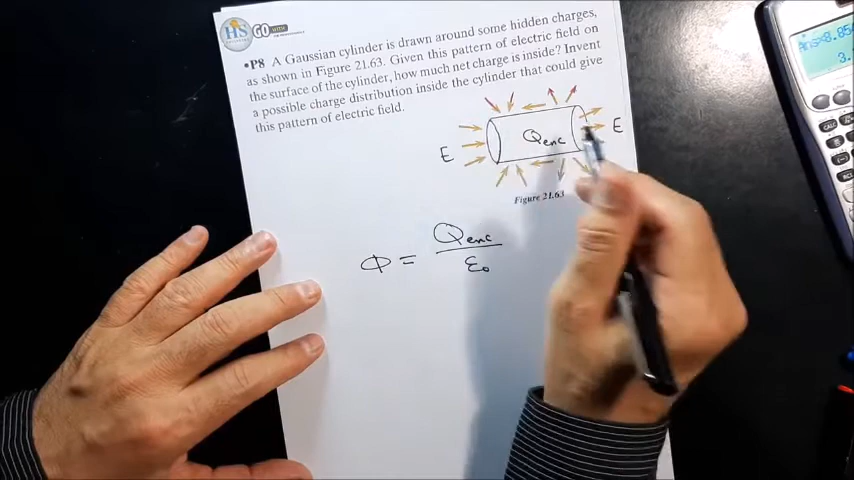 HS GO WITH
•P8 A Gaussian cylinder is drawn around some hidden charges,
as shown in Figure 21.63. Given this pattern of electric field on
the surface of the cylinder, how much net charge is inside? Invent
a possible charge distribution inside the cylinder that could give
this pattern of electric field.
E Qenc E
Figure 21.63
Φ = Qenc
ε₀